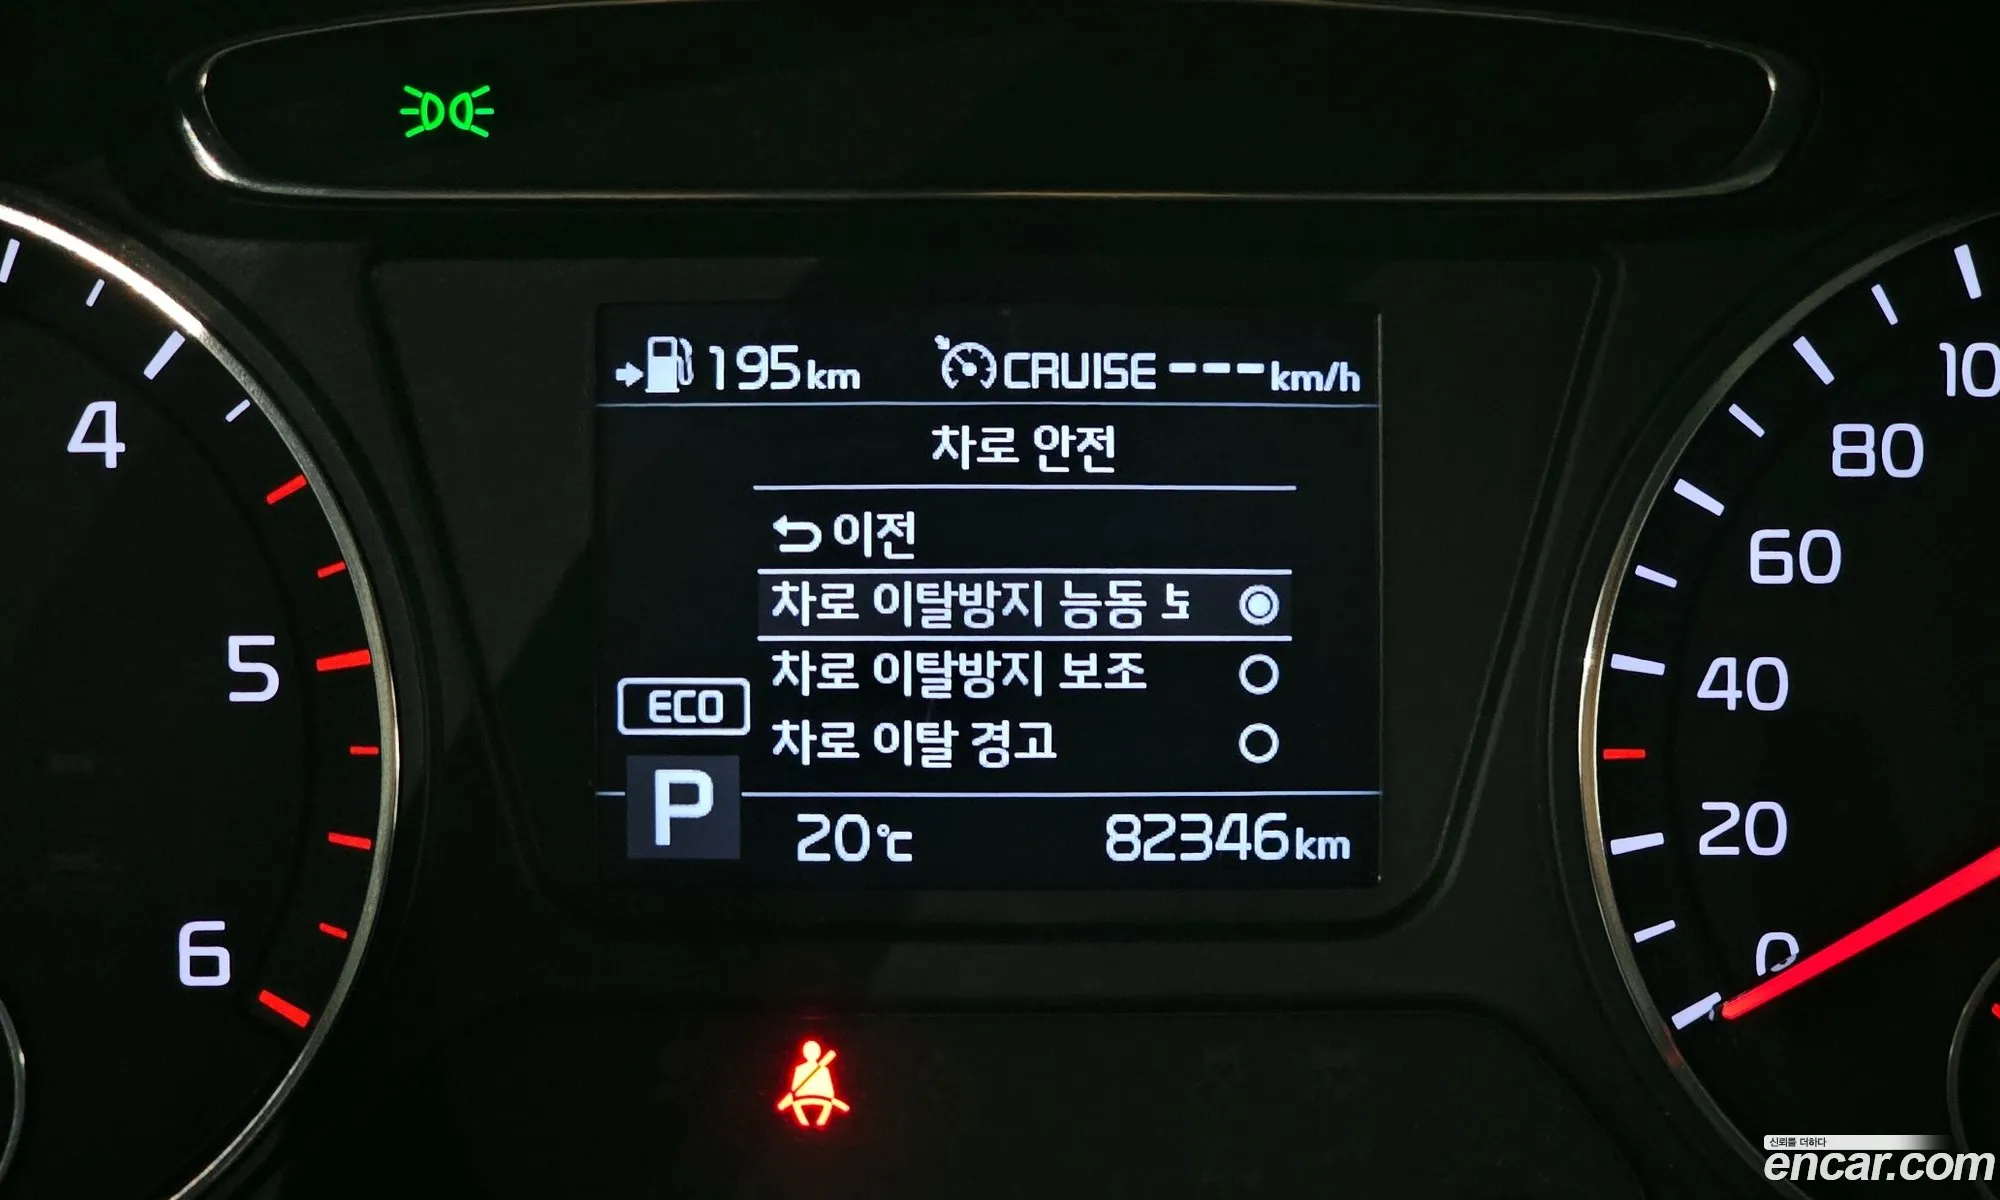 195km CRUISE ---km/h
차로 안전
이전
차로 이탈방지 능동
차로 이탈방지 보조
차로 이탈 경고
ECO
P
20℃ 82346km
4
5
6
10
80
60
40
20
0
신뢰를 더하다
encar.com